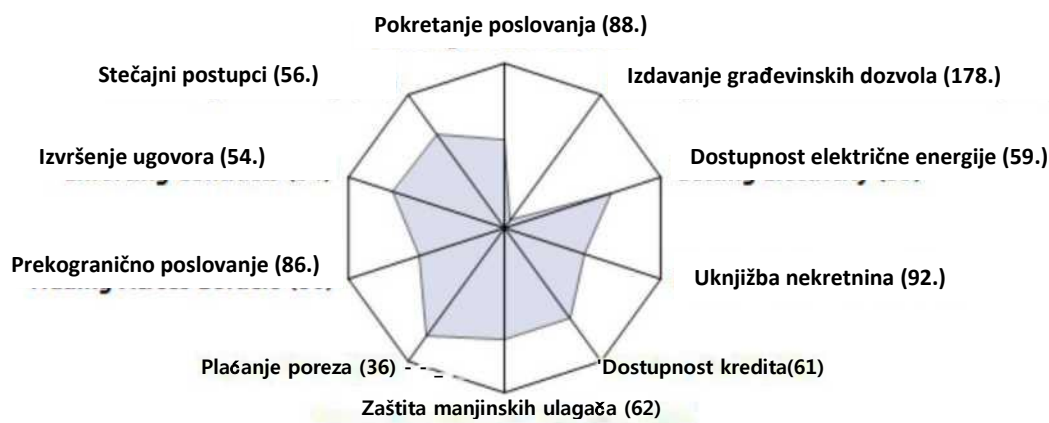 Pokretanje poslovanja (88.)
Stečajni postupci (56.)
Izdavanje građevinskih dozvola (178.)
Izvršenje ugovora (54.)
Dostupnost električne energije (59.)
Prekogranično poslovanje (86.)
Uknjižba nekretnina (92.)
Plaćanje poreza (36)
Dostupnost kredita(61)
Zaštita manjinskih ulagača (62)